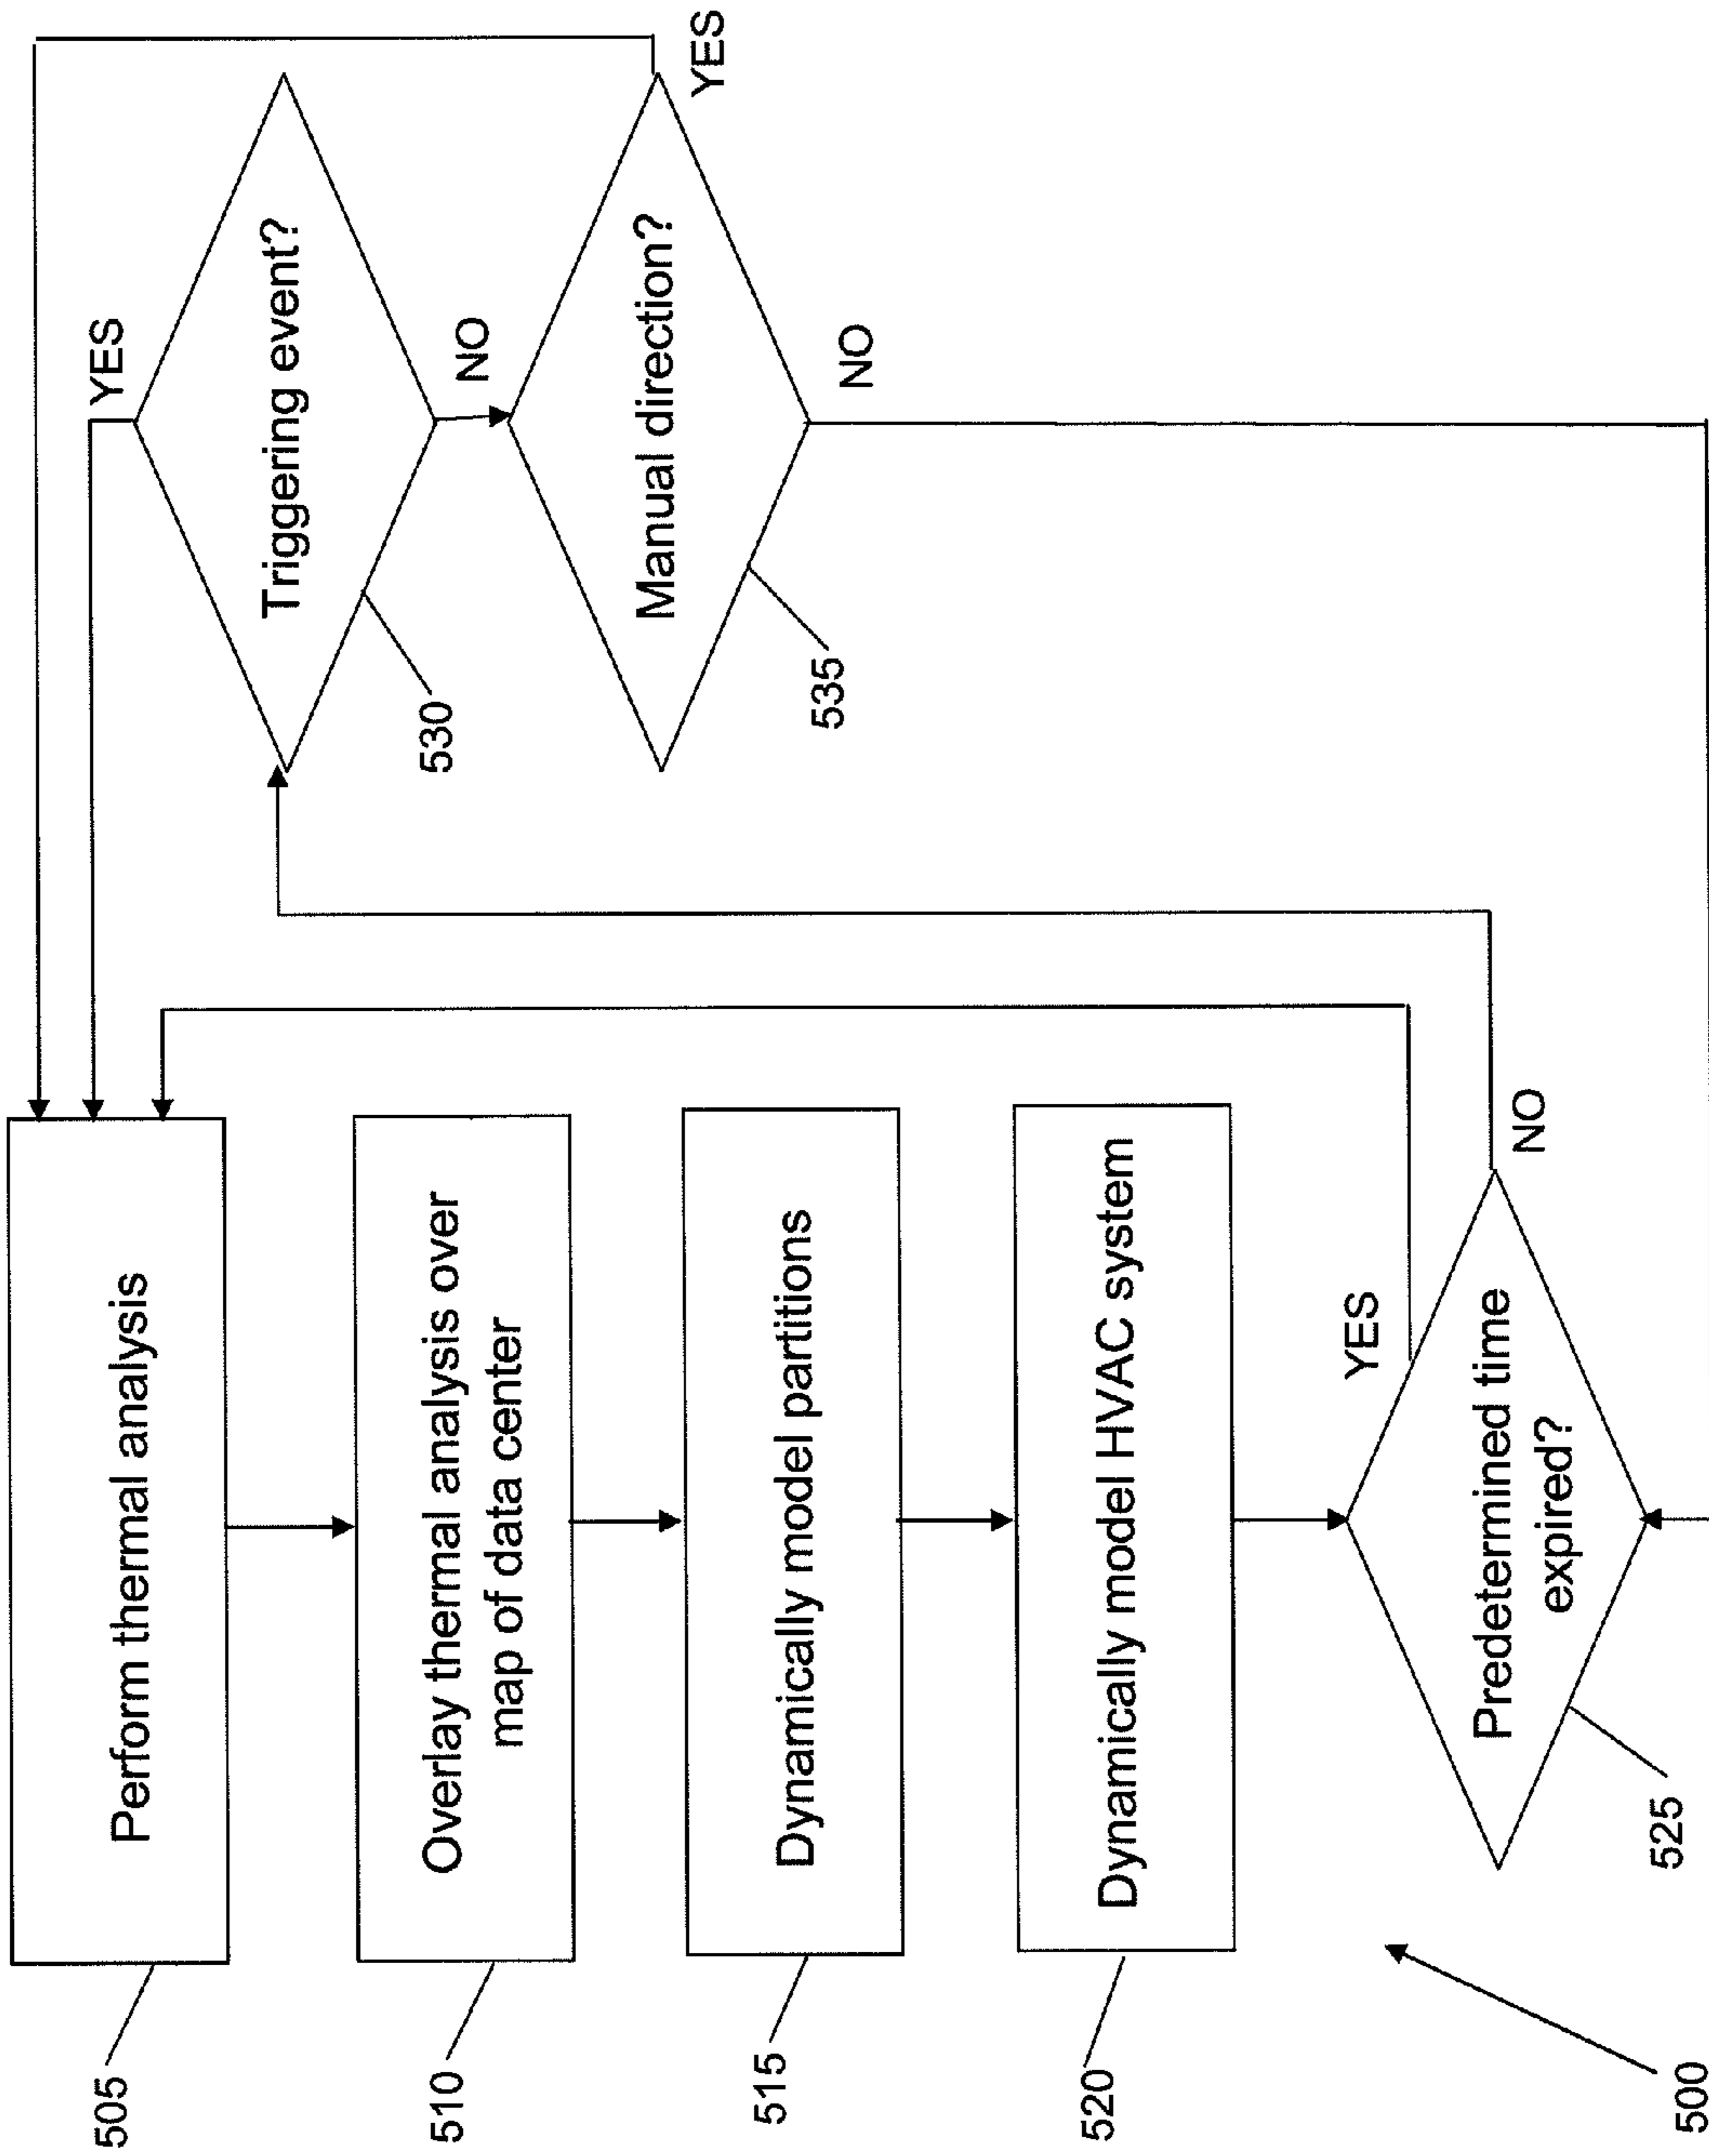 505
Perform thermal analysis
510
Overlay thermal analysis over
map of data center
515
Dynamically model partitions
520
Dynamically model HVAC system
525
Predetermined time
expired?
YES
NO
530
Triggering event?
YES
NO
535
Manual direction?
YES
NO
500